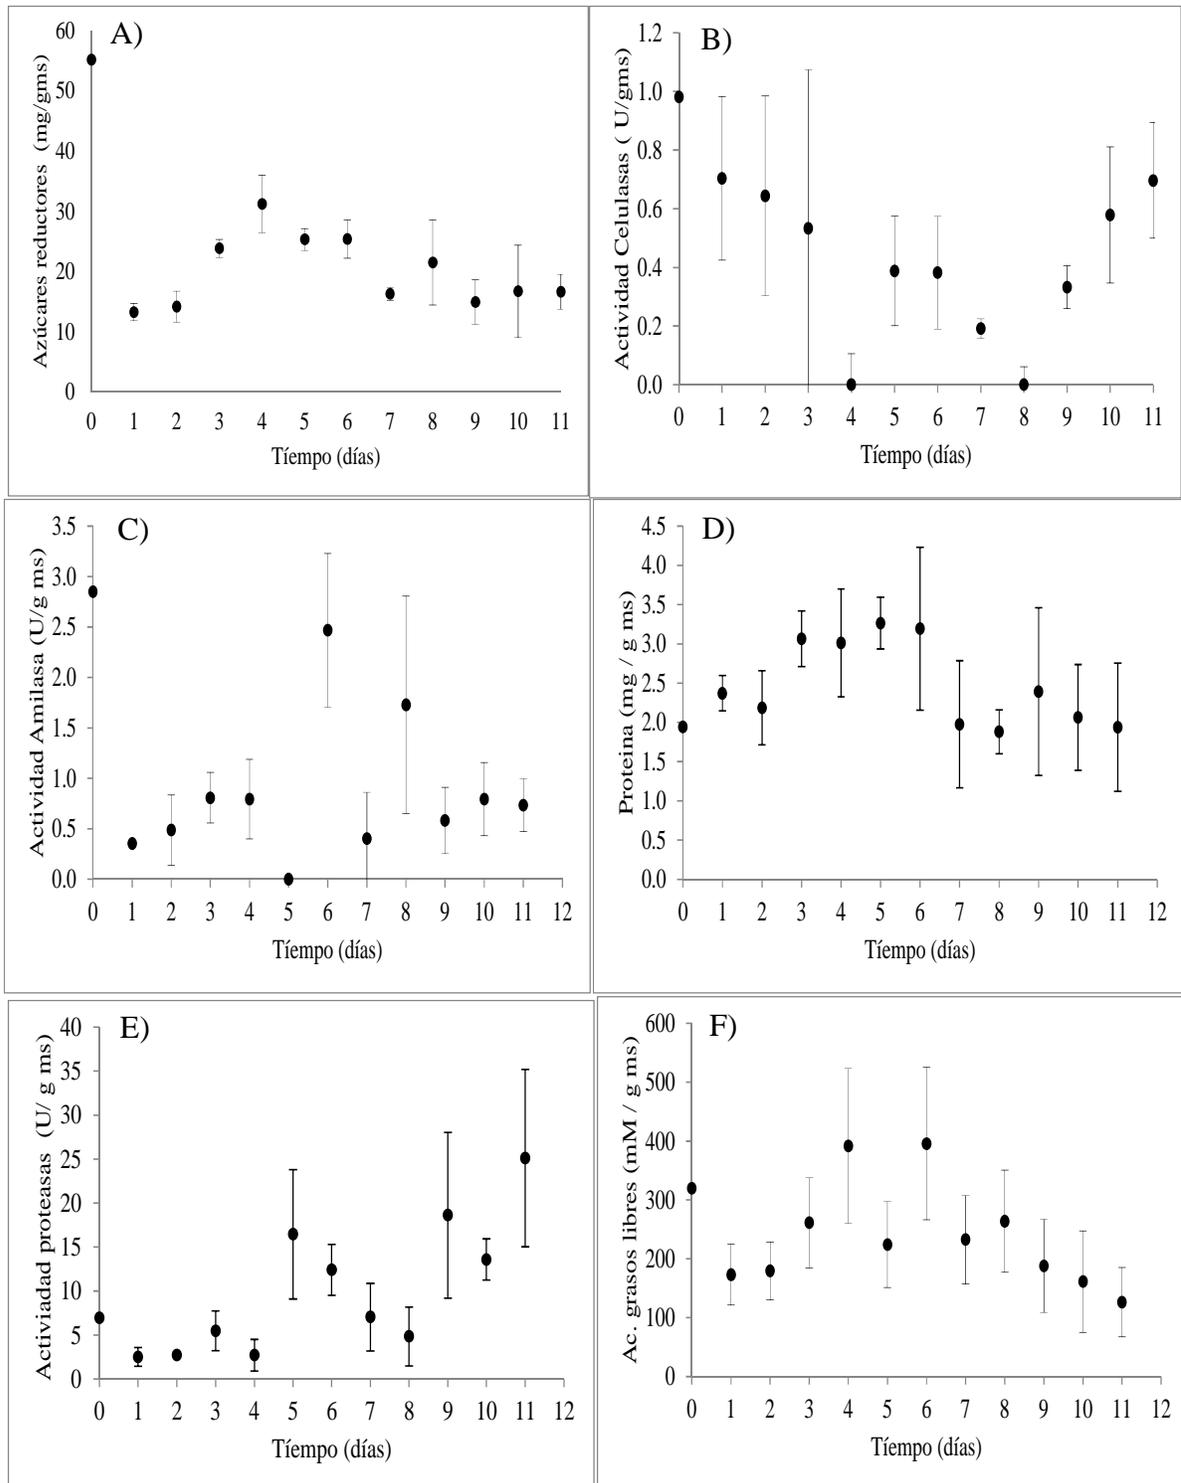 A)
Azúcares reductores (mg/gms)
60
50
40
30
20
10
0
0 1 2 3 4 5 6 7 8 9 10 11
Tíempo (días)
B)
Actividad Celulasas ( U/gms)
1.2
1.0
0.8
0.6
0.4
0.2
0.0
0 1 2 3 4 5 6 7 8 9 10 11
Tíempo (días)
C)
Actividad Amilasa (U/g ms)
3.5
3.0
2.5
2.0
1.5
1.0
0.5
0.0
0 1 2 3 4 5 6 7 8 9 10 11 12
Tíempo (días)
D)
Proteina (mg / g ms)
4.5
4.0
3.5
3.0
2.5
2.0
1.5
1.0
0.5
0.0
0 1 2 3 4 5 6 7 8 9 10 11 12
Tíempo (días)
E)
Activiadad proteasas (U/ g ms)
40
35
30
25
20
15
10
5
0
0 1 2 3 4 5 6 7 8 9 10 11 12
Tíempo (días)
F)
Ac. grasos libres (mM / g ms)
600
500
400
300
200
100
0
0 1 2 3 4 5 6 7 8 9 10 11 12
Tíempo (días)